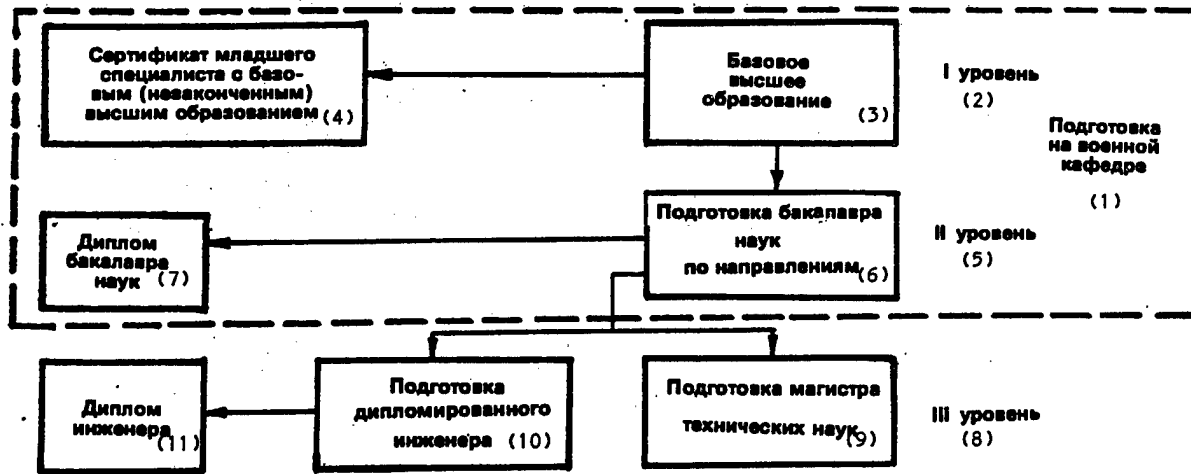 Сертификат младшего
специалиста с базо-
вым (незаконченным)
высшим образованием (4)
Базовое
высшее
образование
(3)
I уровень
(2)
Подготовка
на военной
кафедре
(1)
Диплом
бакалавра
наук (7)
Подготовка бакалавра
наук
по направлениям (6)
II уровень
(5)
Диплом
инженера (11)
Подготовка
дипломированного
инженера (10)
Подготовка магистра
технических наук (9)
III уровень
(8)